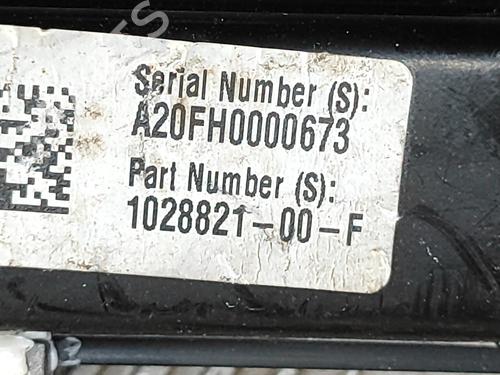 Serial Number (S):
A20FH0000673
Part Number (S):
1028821-00-F